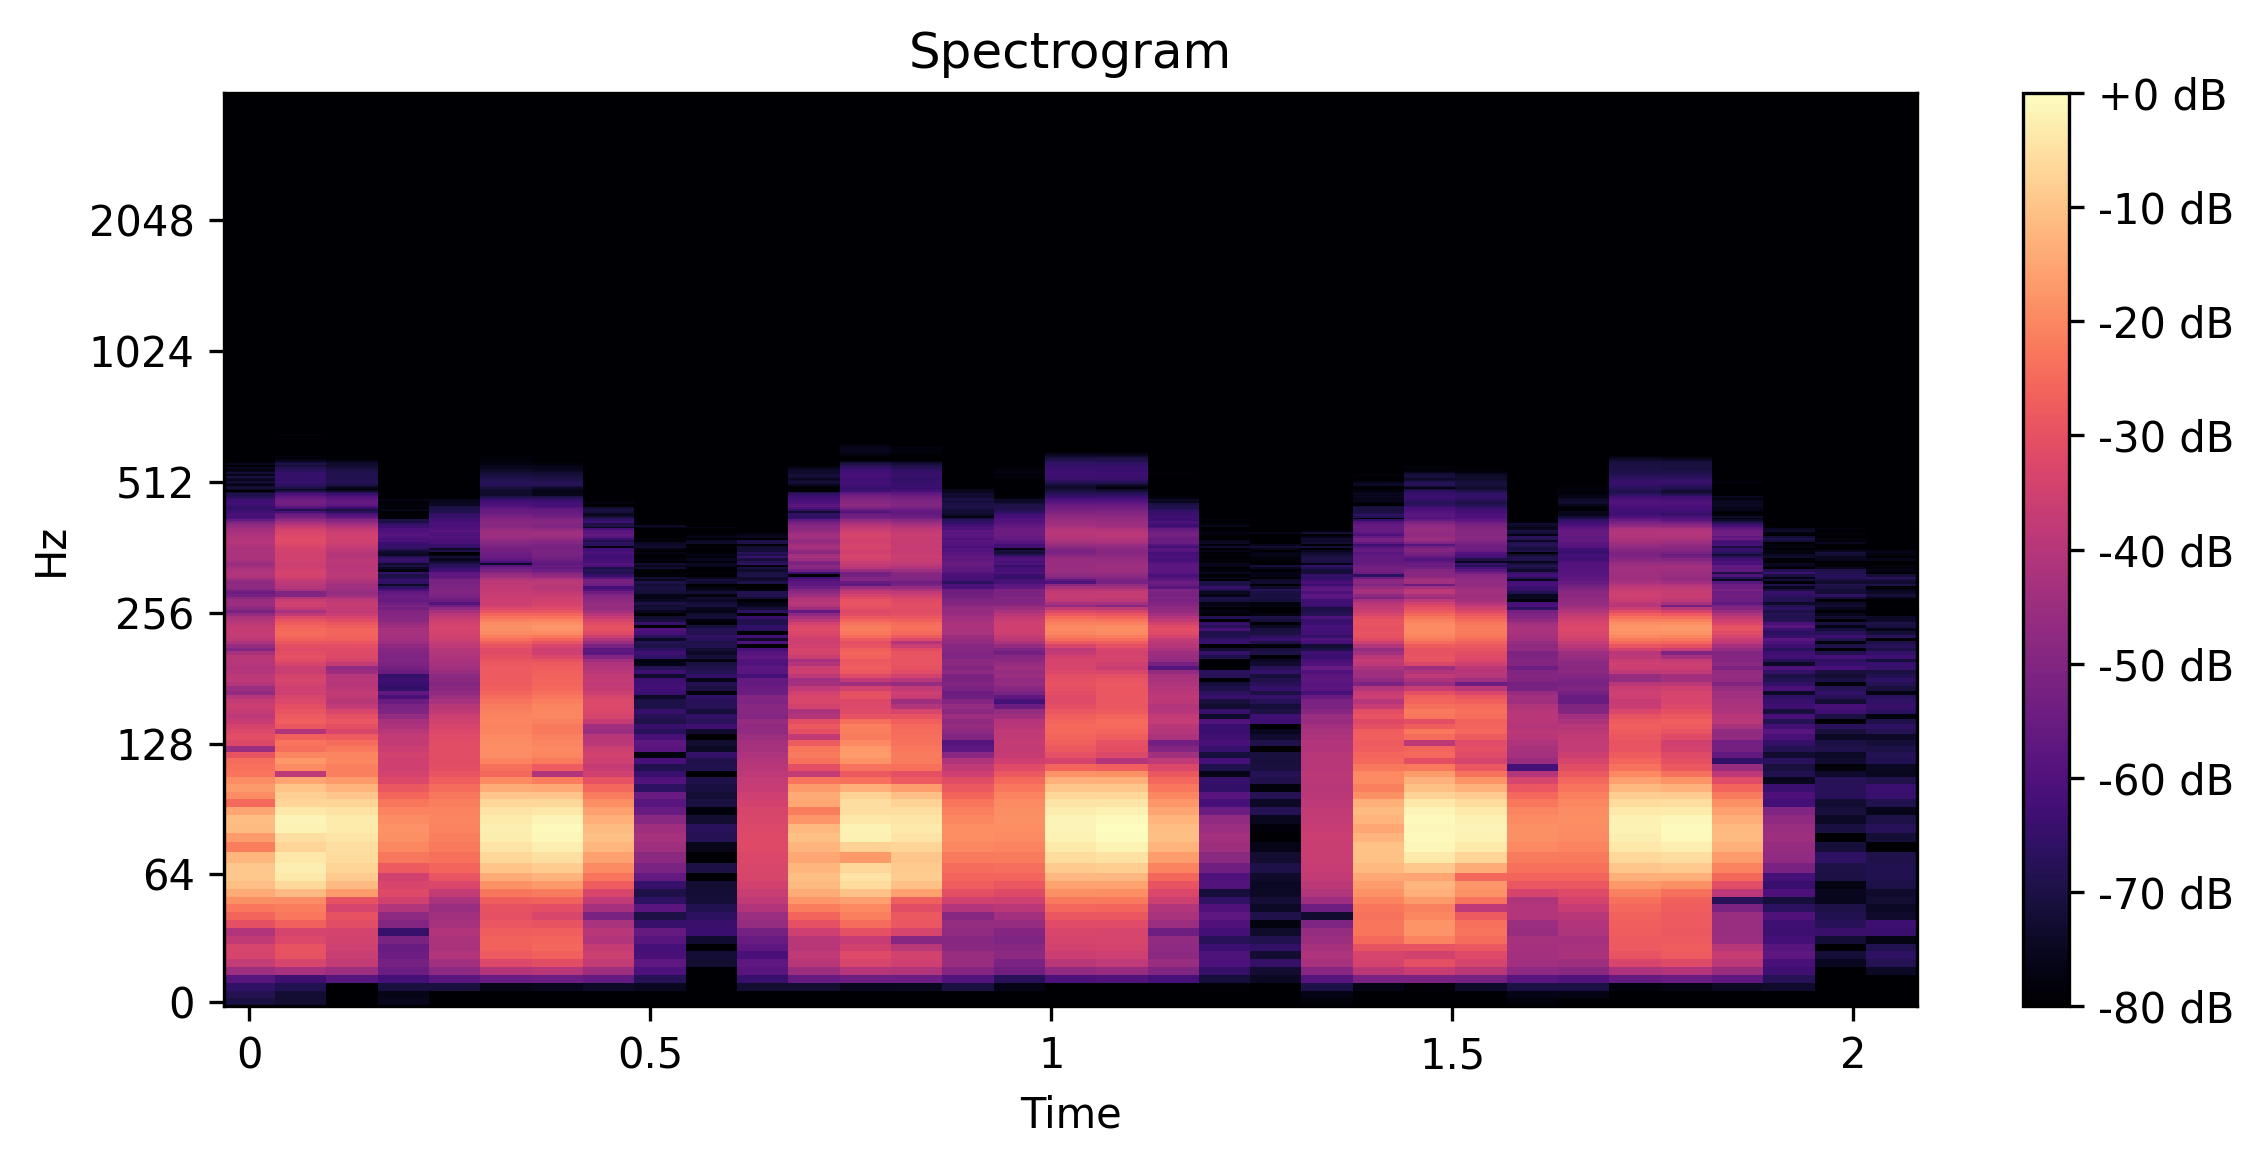 Spectrogram
+0 dB
-10 dB
-20 dB
-30 dB
-40 dB
-50 dB
-60 dB
-70 dB
-80 dB
Hz
2048
1024
512
256
128
64
0
0 0.5 1 1.5 2
Time